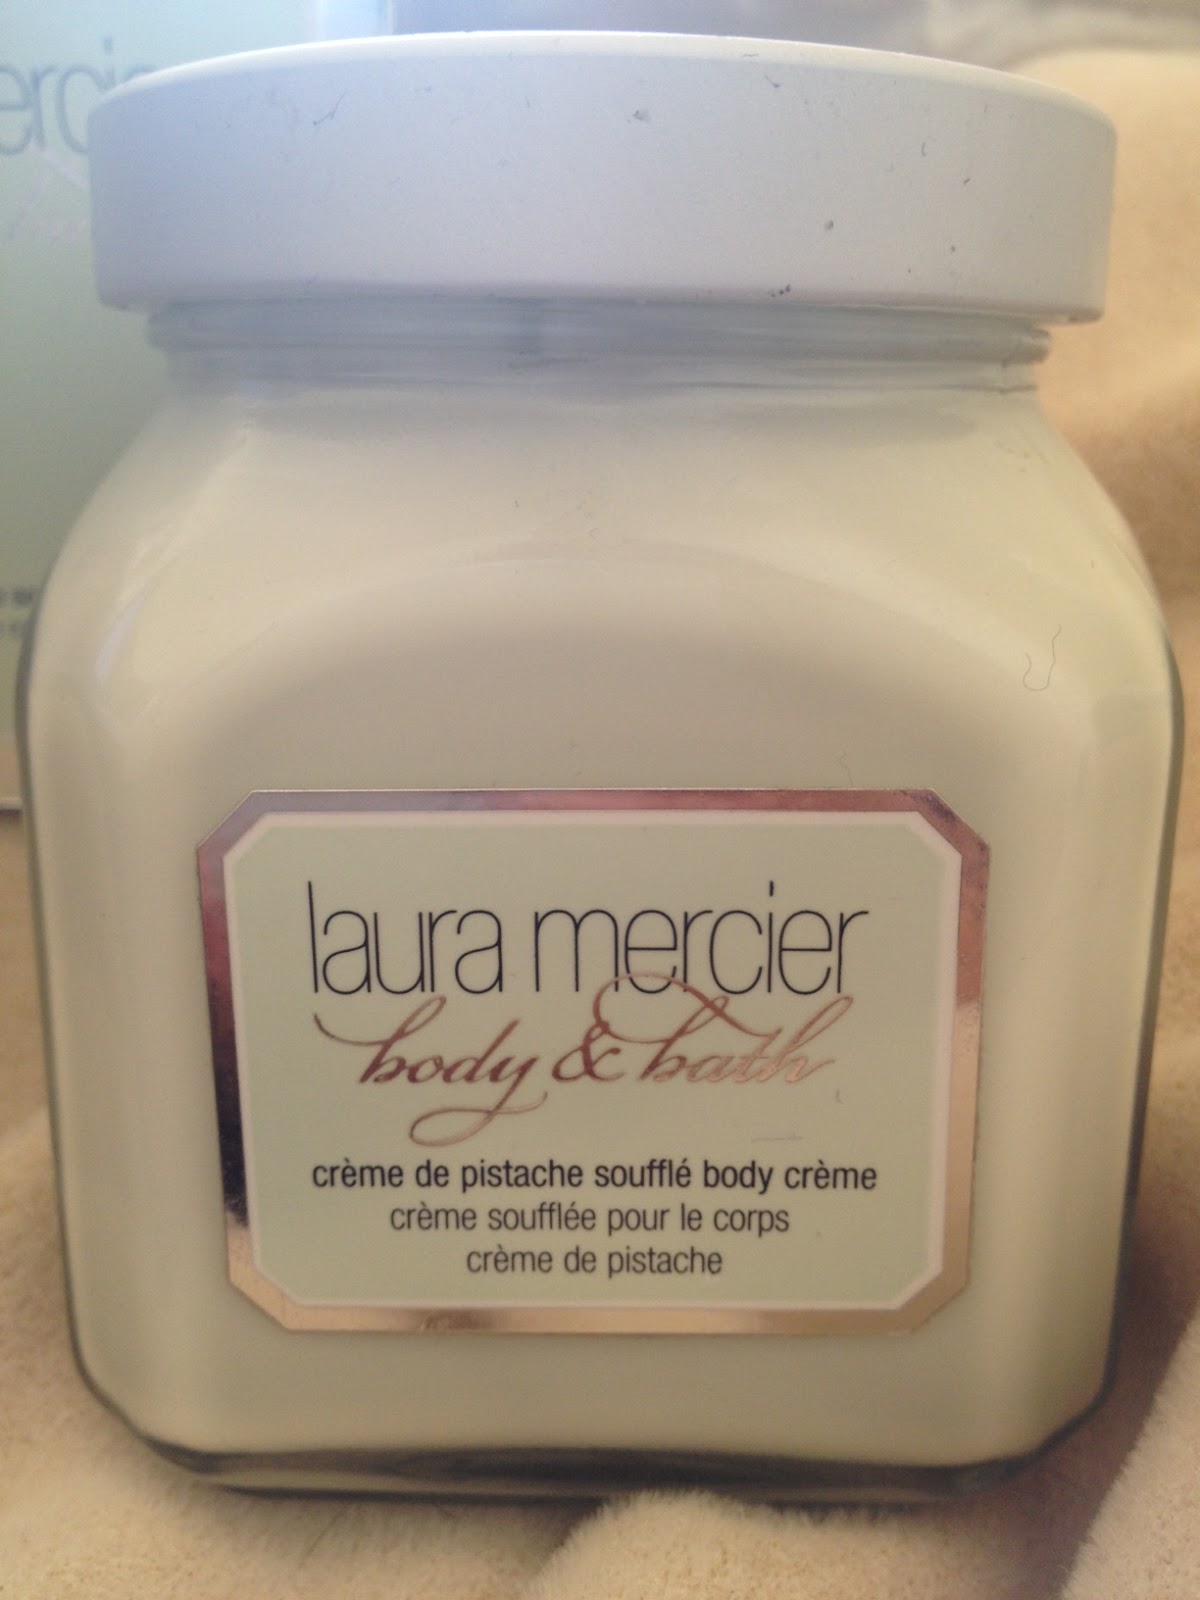 laura mercier
body & bath
crème de pistache soufflé body crème
crème soufflée pour le corps
crème de pistache